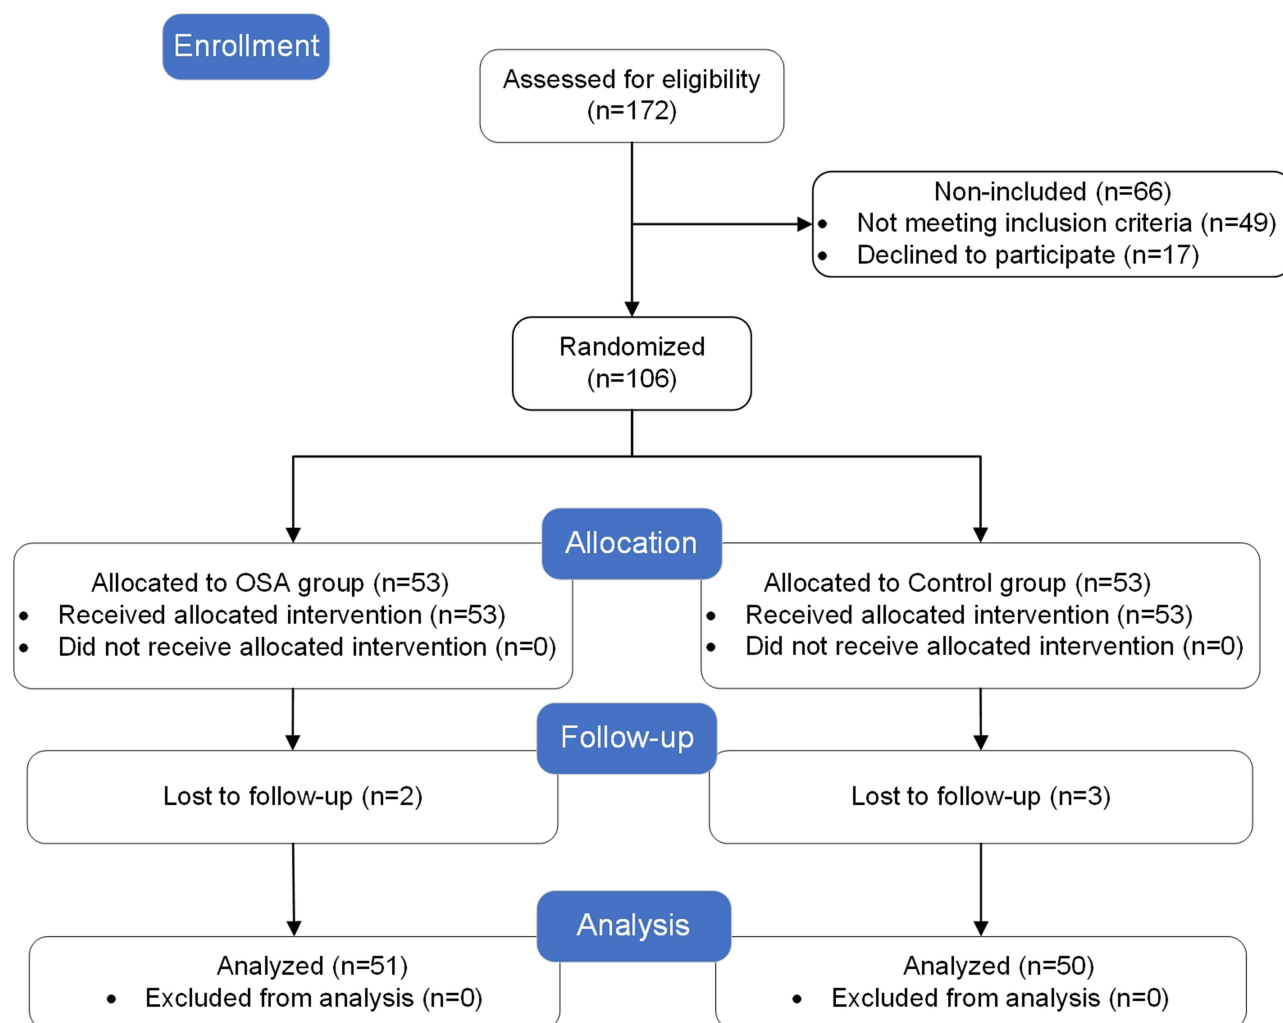 Enrollment
Assessed for eligibility
(n=172)
Non-included (n=66)
• Not meeting inclusion criteria (n=49)
• Declined to participate (n=17)
Randomized
(n=106)
Allocation
Allocated to OSA group (n=53)
• Received allocated intervention (n=53)
• Did not receive allocated intervention (n=0)
Allocated to Control group (n=53)
• Received allocated intervention (n=53)
• Did not receive allocated intervention (n=0)
Follow-up
Lost to follow-up (n=2)
Lost to follow-up (n=3)
Analysis
Analyzed (n=51)
• Excluded from analysis (n=0)
Analyzed (n=50)
• Excluded from analysis (n=0)